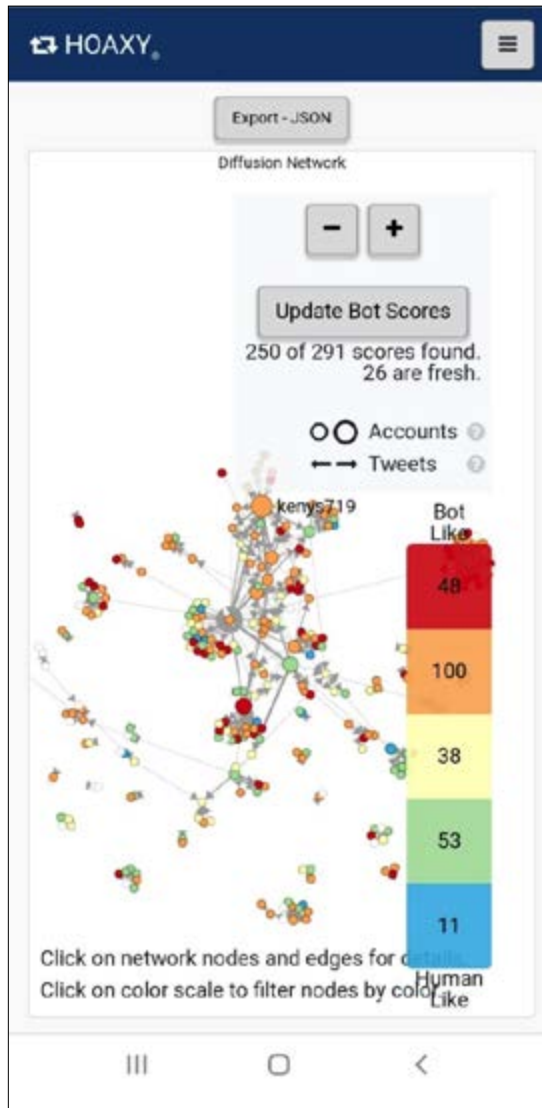 HOAXY
Export - JSON
Diffusion Network
Update Bot Scores
250 of 291 scores found.
26 are fresh.
Accounts
Tweets
kenys719
Bot
Like
48
100
38
53
11
Click on network nodes and edges for details.
Click on color scale to filter nodes by color.
Human
Like